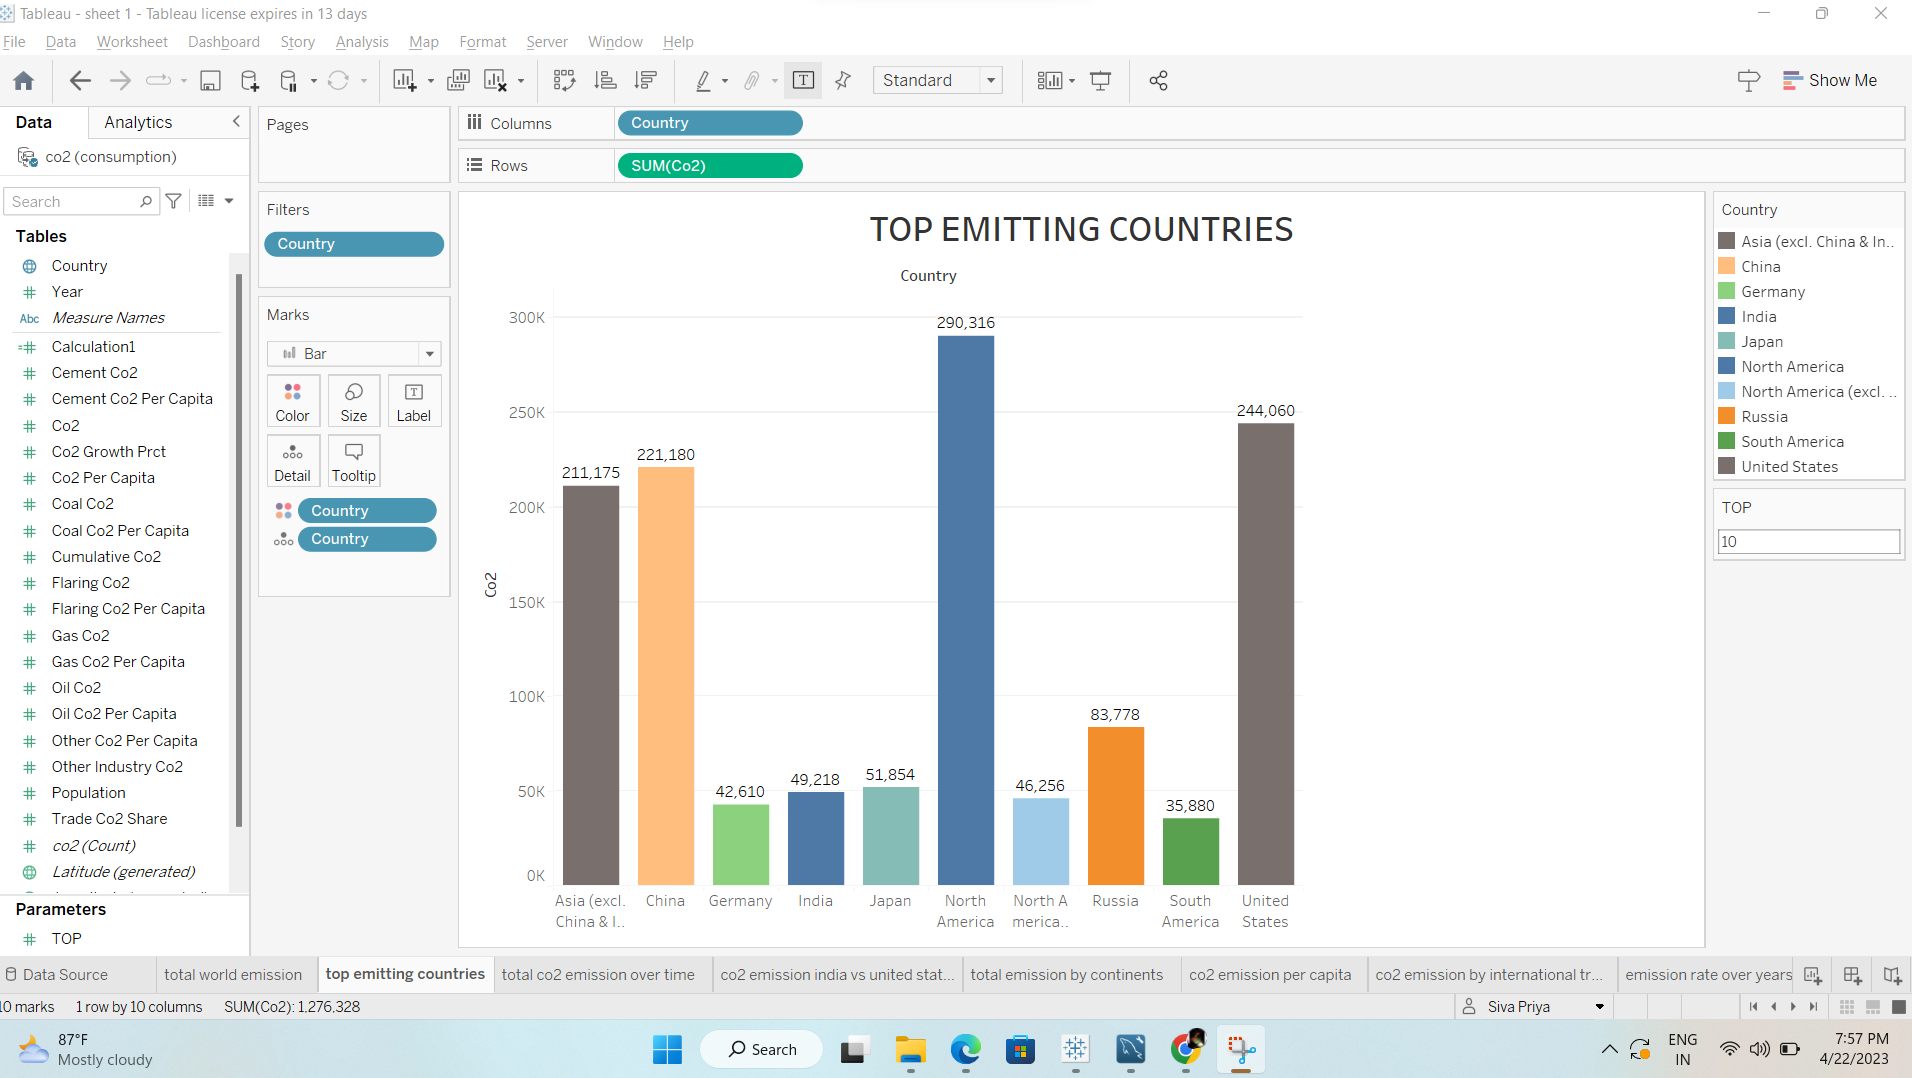 Tableau - sheet 1 - Tableau license expires in 13 days
File Data Worksheet Dashboard Story Analysis Map Format Server Window Help
Standard
Show Me
Data Analytics
co2 (consumption)
Search
Tables
Country
Year
Abc Measure Names
Calculation1
Cement Co2
Cement Co2 Per Capita
Co2
Co2 Growth Prct
Co2 Per Capita
Coal Co2
Coal Co2 Per Capita
Cumulative Co2
Flaring Co2
Flaring Co2 Per Capita
Gas Co2
Gas Co2 Per Capita
Oil Co2
Oil Co2 Per Capita
Other Co2 Per Capita
Other Industry Co2
Population
Trade Co2 Share
co2 (Count)
Latitude (generated)
Parameters
TOP
Pages
Filters
Country
Marks
Bar
Color Size Label
Detail Tooltip
Country
Country
Columns Country
Rows SUM(Co2)
TOP EMITTING COUNTRIES
Country
Co2
300K
250K
200K
150K
100K
50K
0K
211,175
221,180
42,610
49,218
51,854
290,316
46,256
83,778
35,880
244,060
Asia (excl. China & I..
China
Germany
India
Japan
North America
North A merica..
Russia
South America
United States
Country
Asia (excl. China & In..
China
Germany
India
Japan
North America
North America (excl. ..
Russia
South America
United States
TOP
10
Data Source total world emission top emitting countries total co2 emission over time co2 emission india vs united stat... total emission by continents co2 emission per capita co2 emission by international tr... emission rate over years
10 marks 1 row by 10 columns SUM(Co2): 1,276,328
Siva Priya
87°F
Mostly cloudy
Search
ENG
IN
7:57 PM
4/22/2023